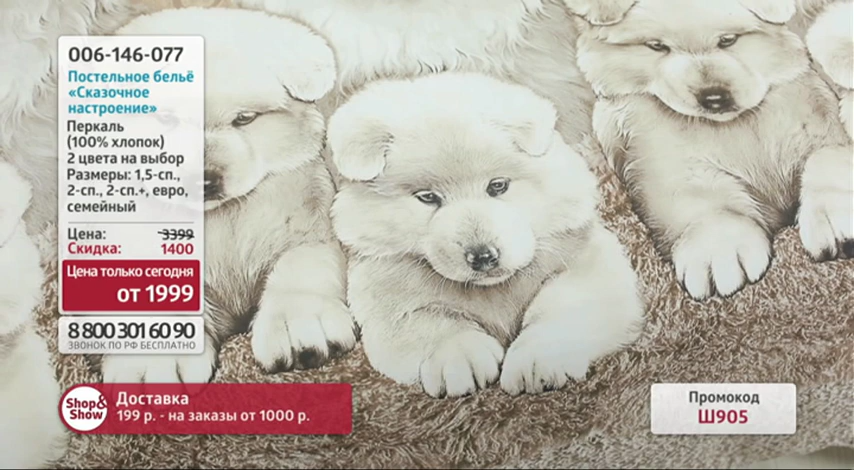 006-146-077
Постельное бельё
«Сказочное
настроение»
Перкаль
(100% хлопок)
2 цвета на выбор
Размеры: 1,5-сп.,
2-сп., 2-сп.+, евро,
семейный
Цена: 3399
Скидка: 1400
Цена только сегодня
от 1999
8 800 301 60 90
ЗВОНОК ПО РФ БЕСПЛАТНО
Shop&
Show
Доставка
199 р. - на заказы от 1000 р.
Промокод
Ш905